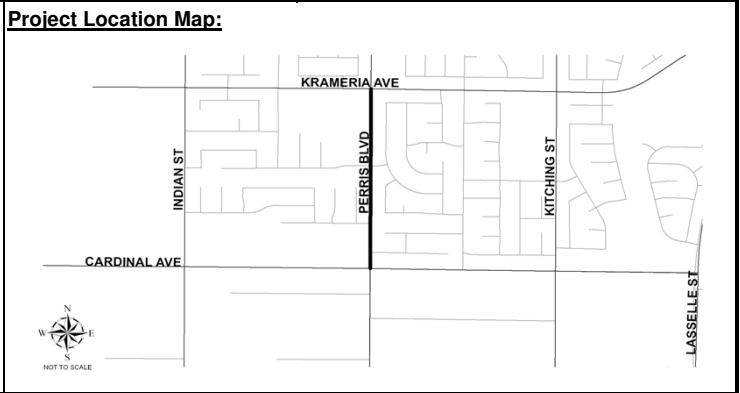 Project Location Map:
KRAMERIA AVE
INDIAN ST
PERRIS BLVD
KITCHING ST
CARDINAL AVE
LASSELLE ST
N
W E
S
NOT TO SCALE